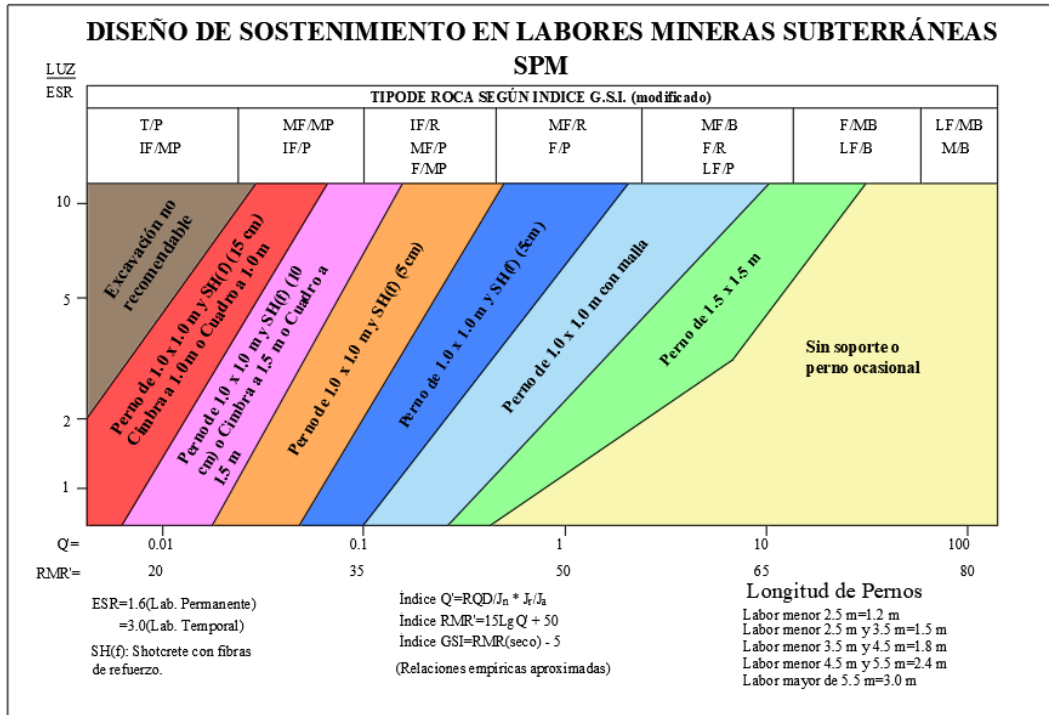 DISEÑO DE SOSTENIMIENTO EN LABORES MINERAS SUBTERRÁNEAS
SPM
LUZ
ESR
TIPODE ROCA SEGÚN INDICE G.S.I. (modificado)
T/P
IF/MP
MF/MP
IF/P
IF/R
MF/P
F/MP
MF/R
F/P
MF/B
F/R
LF/P
F/MB
LF/B
LF/MB
M/B
10
5
2
1
Excavación no
recomendable
Perno de 1.0 x 1.0 m y SH(f) (15 cm)
Cimbra a 1.0 m o Cuadro a 1.0 m
Perno de 1.0 x 1.0 m y SH(f) (10
cm) o Cimbra a 1.5 m o Cuadro a
1.5 m
Perno de 1.0 x 1.0 m y SH(f) (5 cm)
Perno de 1.0 x 1.0 m y SH(f) (5cm)
Perno de 1.0 x 1.0 m con malla
Perno de 1.5 x 1.5 m
Sin soporte o
perno ocasional
Q'= 0.01 0.1 1 10 100
RMR'= 20 35 50 65 80
ESR=1.6(Lab. Permanente)
=3.0(Lab. Temporal)
SH(f): Shotcrete con fibras
de refuerzo.
Índice Q'=RQD/Jn * Jr/Ja
Índice RMR'=15Lg Q' + 50
Índice GSI=RMR(seco) - 5
(Relaciones empíricas aproximadas)
Longitud de Pernos
Labor menor 2.5 m=1.2 m
Labor menor 2.5 m y 3.5 m=1.5 m
Labor menor 3.5 m y 4.5 m=1.8 m
Labor menor 4.5 m y 5.5 m=2.4 m
Labor mayor de 5.5 m=3.0 m